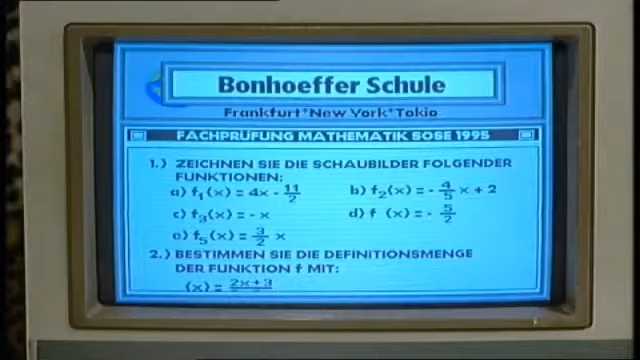 Bonhoeffer Schule
Frankfurt*New York*Tokio
FACHPRÜFUNG MATHEMATIK SOSE 1995
1.) ZEICHNEN SIE DIE SCHAUBILDER FOLGENDER
FUNKTIONEN:
a) f₁(x) = 4x - 11/2 b) f₂(x) = - 4/5 x + 2
c) f₃(x) = - x d) f (x) = - 5/2
e) f₅(x) = 3/2 x
2.) BESTIMMEN SIE DIE DEFINITIONSMENGE
DER FUNKTION f MIT:
(x) = 2x+3